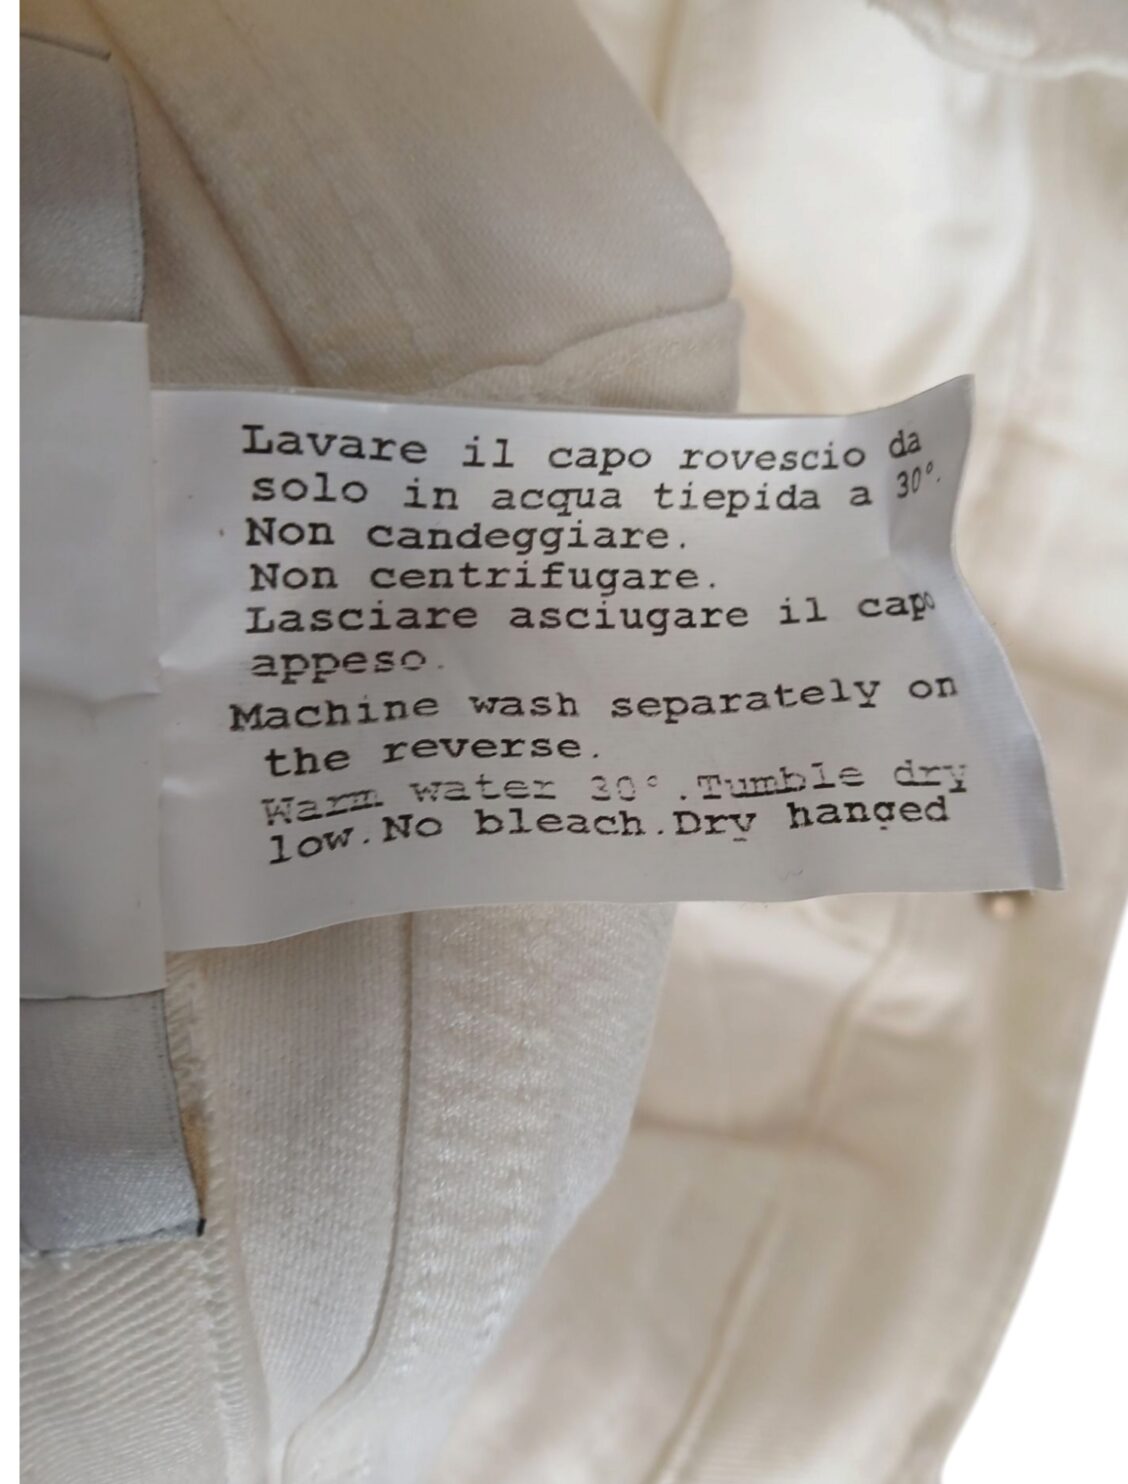 Lavare il capo rovescio da
solo in acqua tiepida a 30°.
Non candeggiare.
Non centrifugare.
Lasciare asciugare il capo
appeso.
Machine wash separately on
the reverse.
Warm water 30°.Tumble dry
low.No bleach.Dry hanged